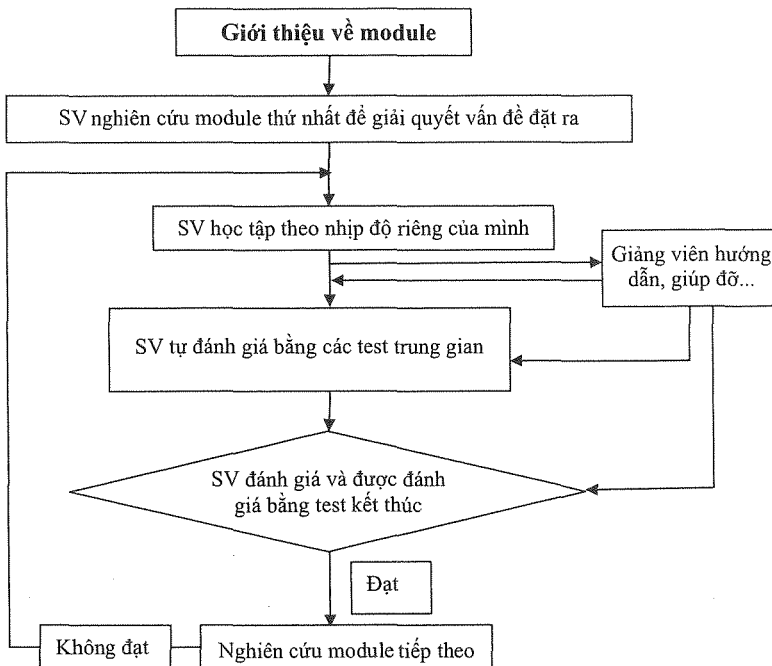 Giới thiệu về module
SV nghiên cứu module thứ nhất để giải quyết vấn đề đặt ra
SV học tập theo nhịp độ riêng của mình
Giảng viên hướng
dẫn, giúp đỡ...
SV tự đánh giá bằng các test trung gian
SV đánh giá và được đánh
giá bằng test kết thúc
Đạt
Không đạt
Nghiên cứu module tiếp theo